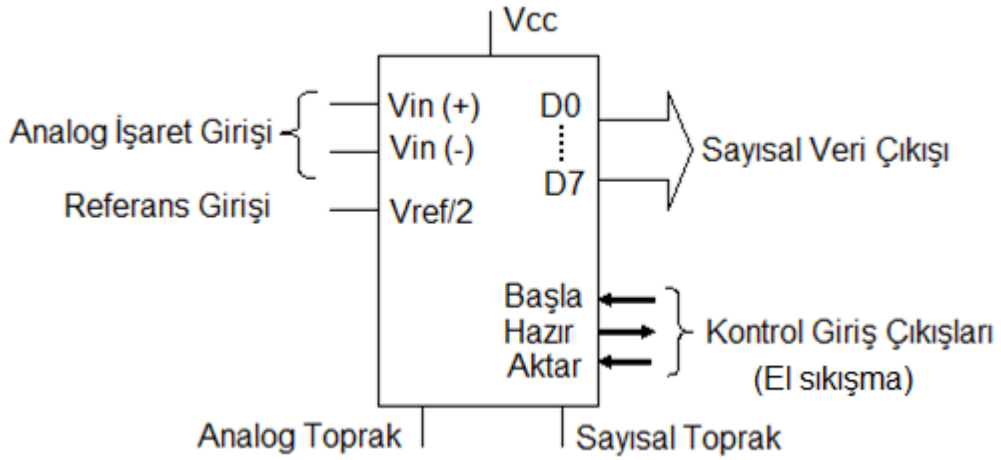 Vcc
Analog İşaret Girişi
Vin (+)
Vin (-)
Referans Girişi
Vref/2
D0
D7
Sayısal Veri Çıkışı
Başla
Hazır
Aktar
Kontrol Giriş Çıkışları
(El sıkışma)
Analog Toprak
Sayısal Toprak